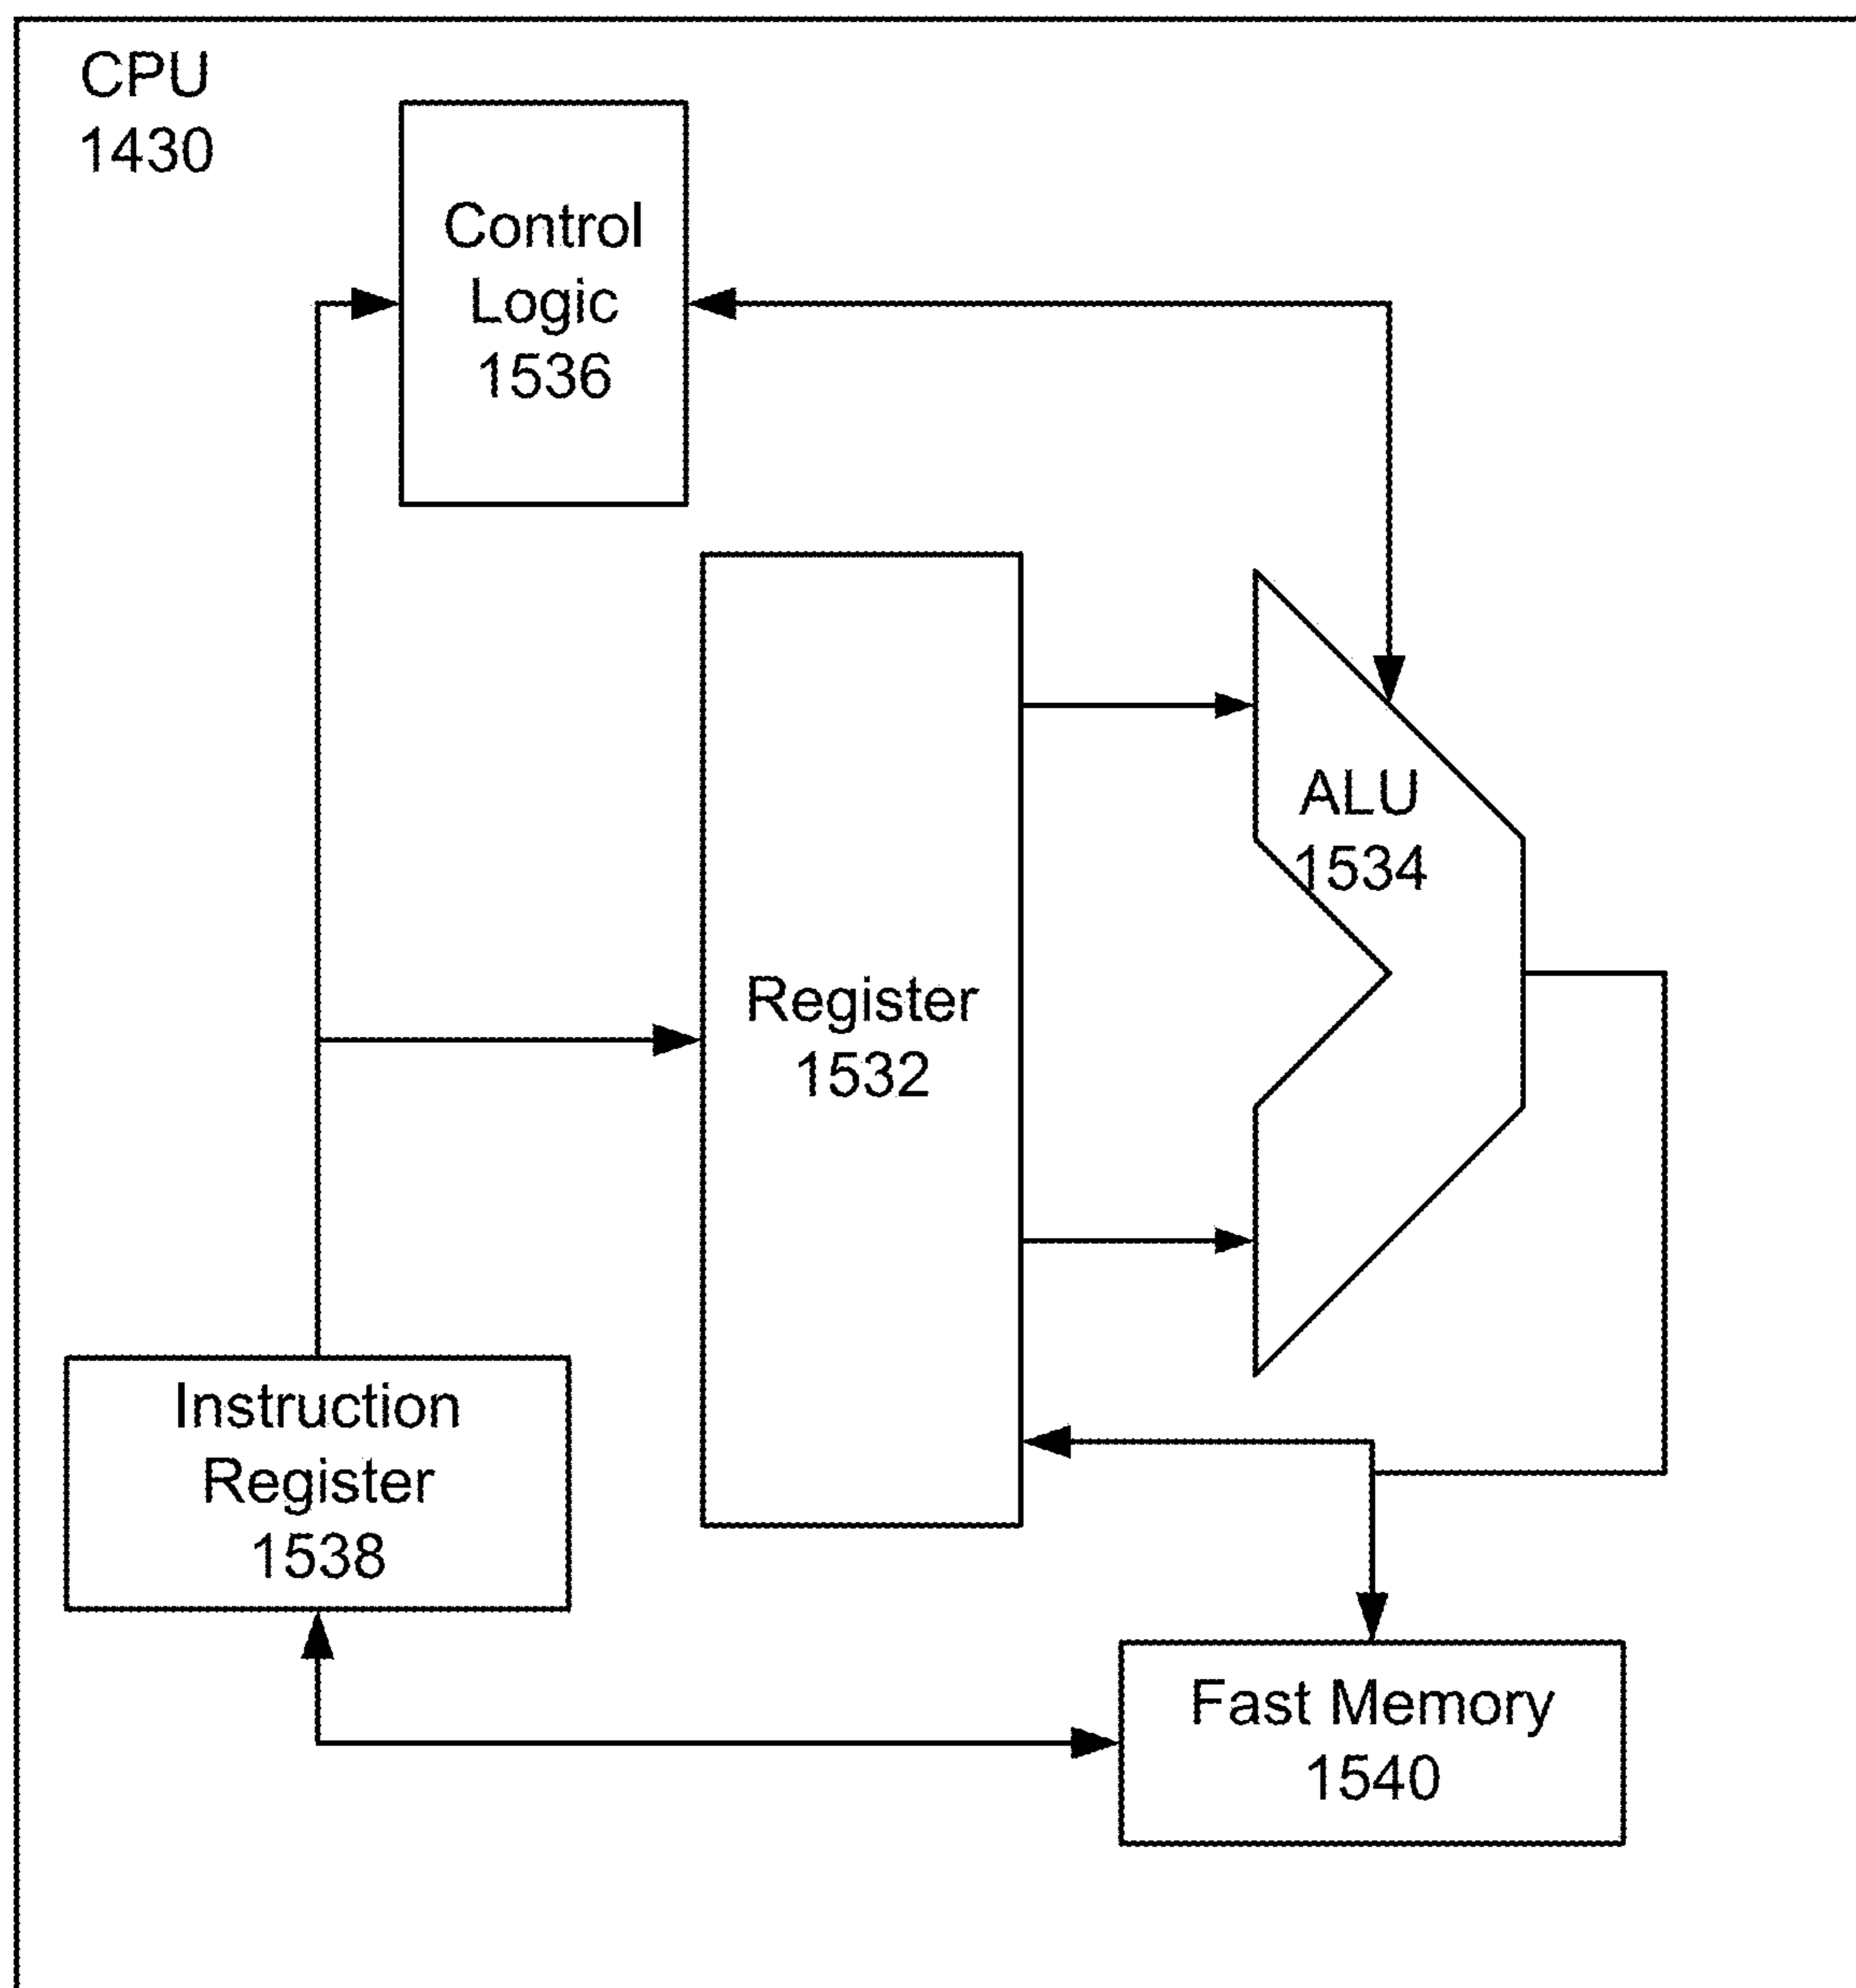 CPU
1430
Control
Logic
1536
ALU
1534
Register
1532
Instruction
Register
1538
Fast Memory
1540